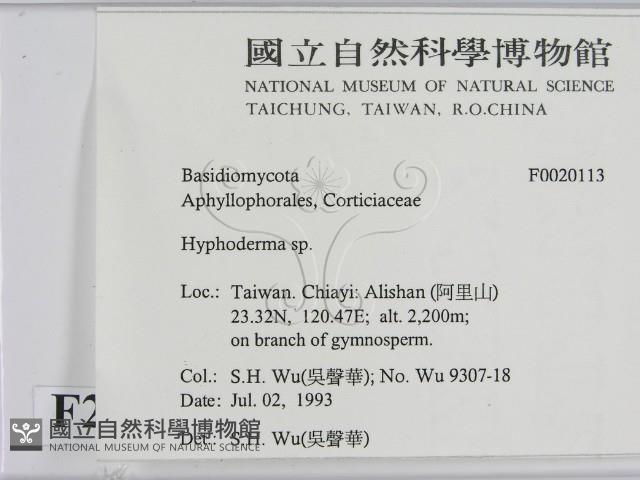 國立自然科學博物館
NATIONAL MUSEUM OF NATURAL SCIENCE
TAICHUNG, TAIWAN, R.O.CHINA
Basidiomycota F0020113
Aphyllophorales, Corticiaceae
Hyphoderma sp.
Loc.: Taiwan. Chiayi: Alishan (阿里山)
23.32N, 120.47E; alt. 2,200m;
on branch of gymnosperm.
Col.: S.H. Wu(吳聲華); No. Wu 9307-18
Date: Jul. 02, 1993
Det.: S.H. Wu(吳聲華)
F2
國立自然科學博物館
NATIONAL MUSEUM OF NATURAL SCIENCE